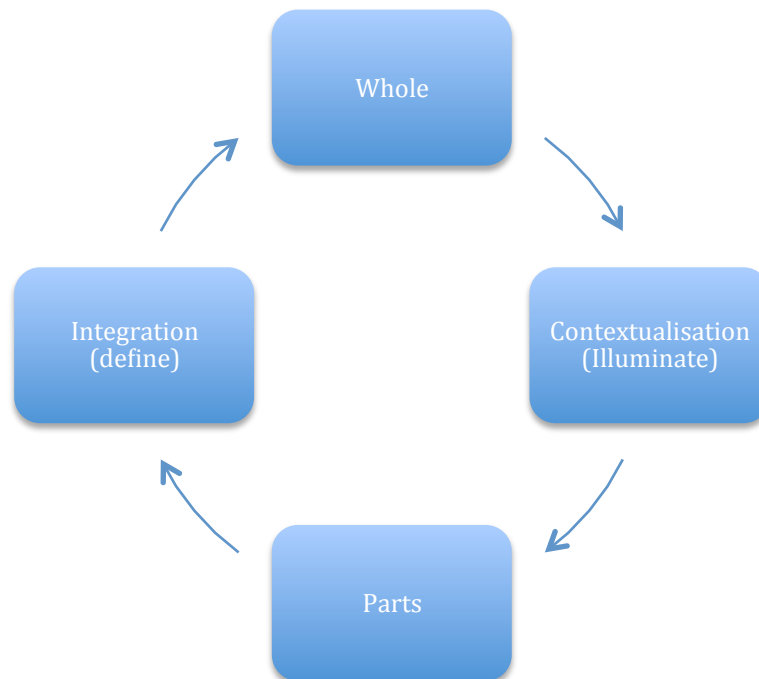 Whole
Integration
(define)
Contextualisation
(Illuminate)
Parts